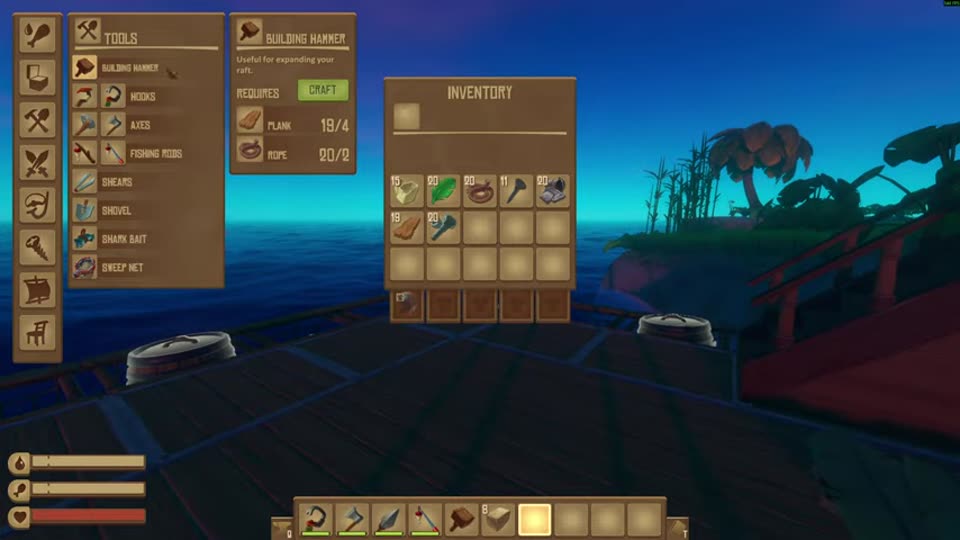 TOOLS
BUILDING HAMMER
HOOKS
AXES
FISHING RODS
SHEARS
SHOVEL
SHARK BAIT
SWEEP NET
BUILDING HAMMER
Useful for expanding your
raft.
REQUIRES CRAFT
PLANK 19/4
ROPE 20/2
INVENTORY
15 20 20 11 20
19 20
8